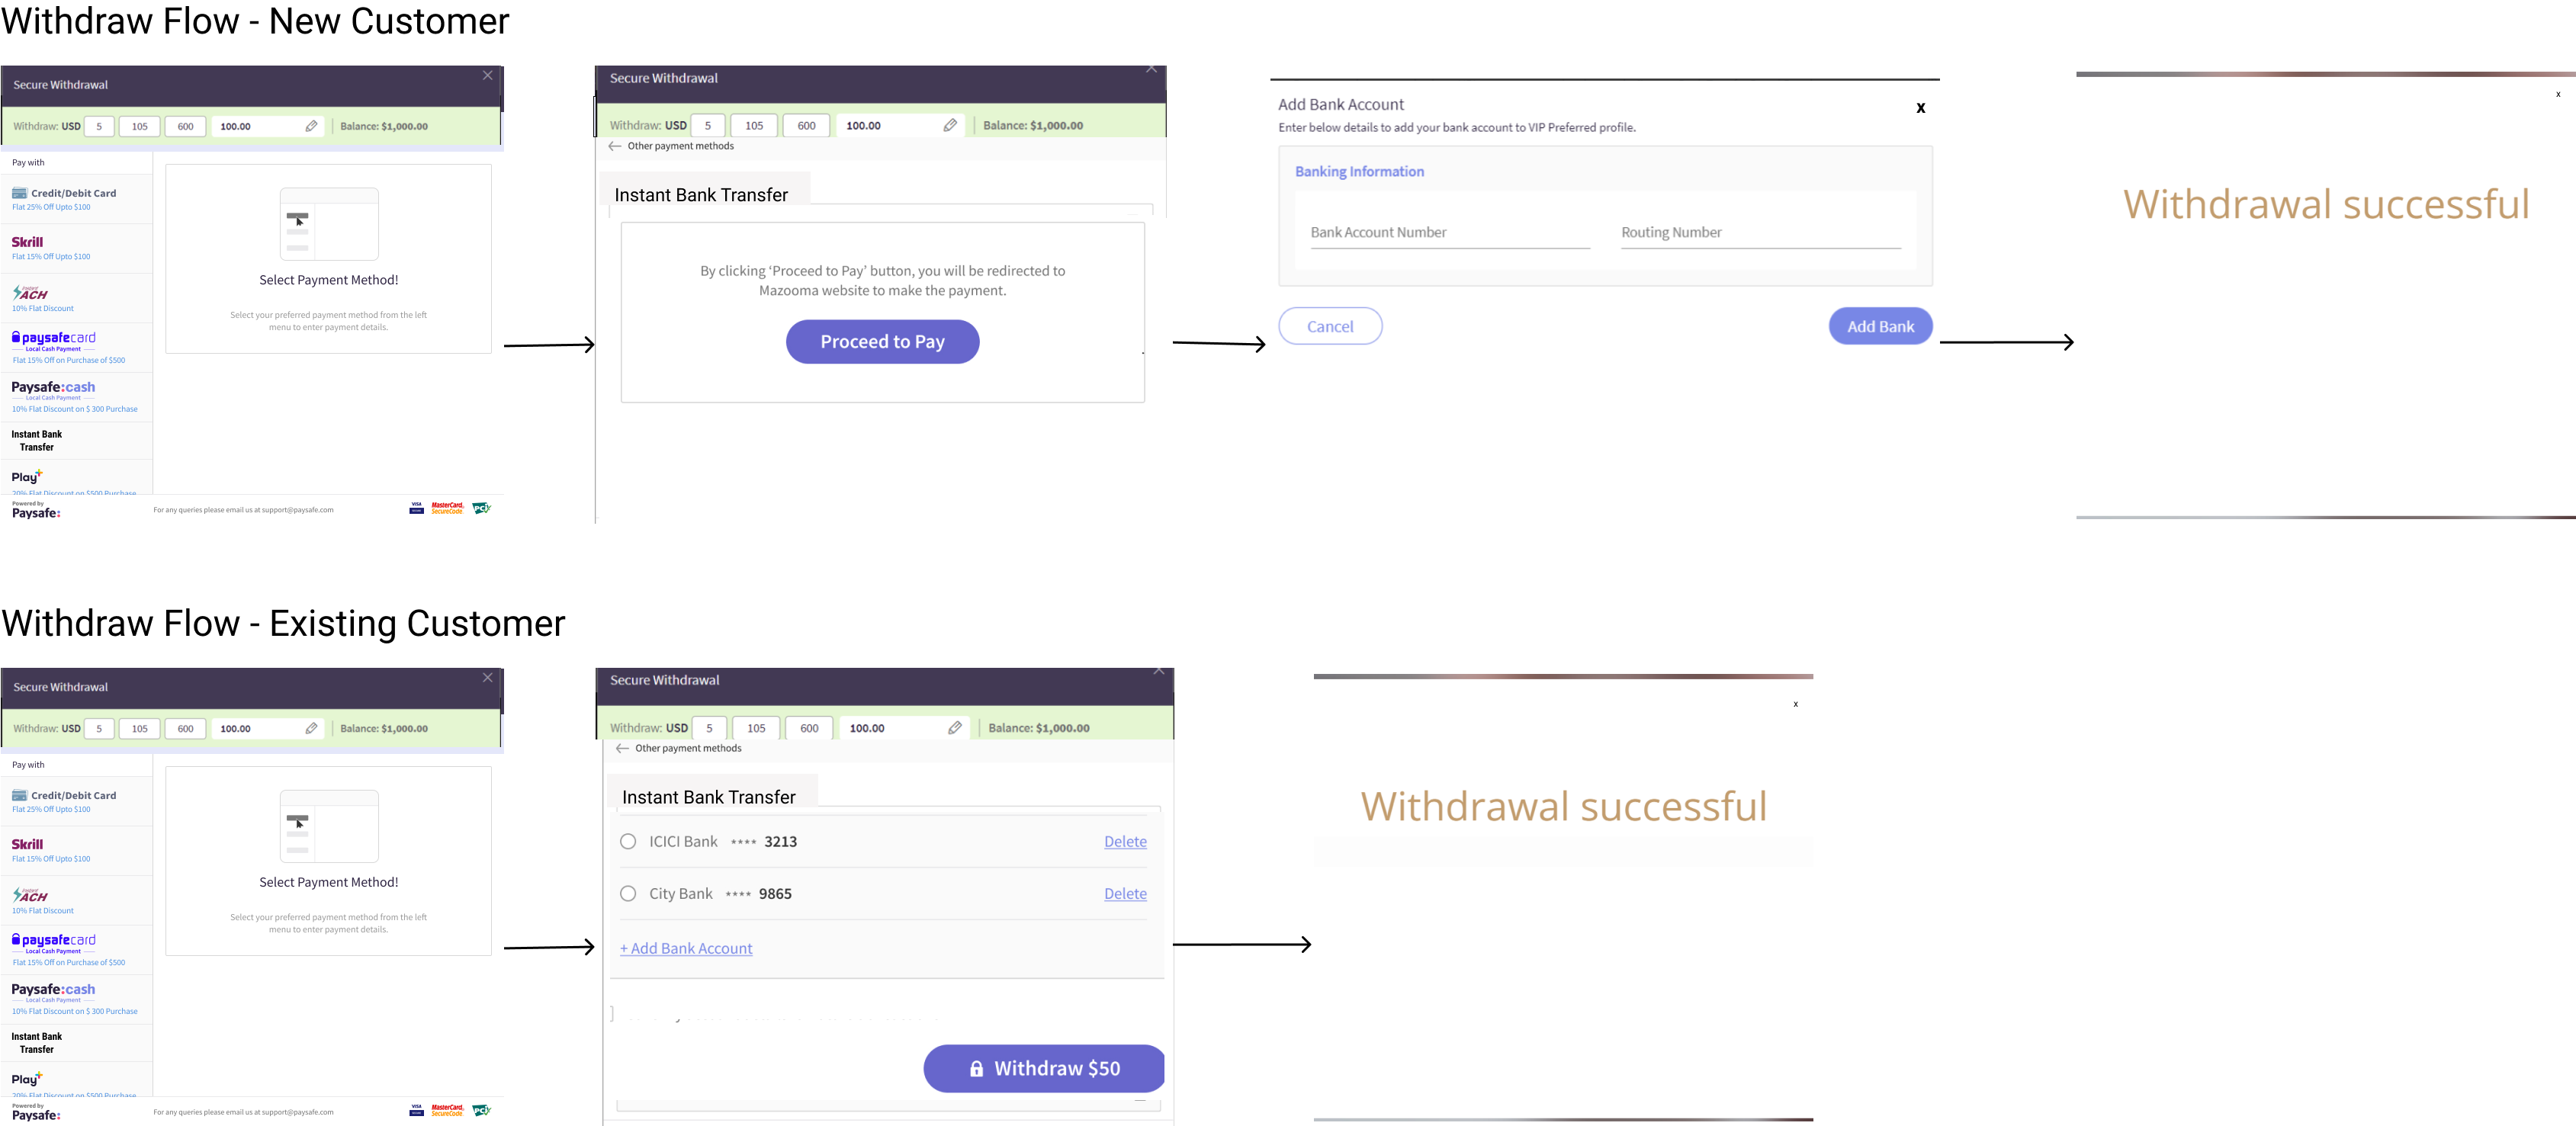 Withdraw Flow - New Customer
Secure Withdrawal
Withdraw: USD 5 105 600 100.00 Balance: $1,000.00
Pay with
Credit/Debit Card
Flat 25% Off Upto $100
Skrill
Flat 15% Off Upto $100
ACH
10% Flat Discount
paysafecard
Local Cash Payment
Flat 15% Off on Purchase of $500
Paysafe:cash
Local Cash Payment
10% Flat Discount on $ 300 Purchase
Instant Bank
Transfer
Play+
20% Flat Discount on $500 Purchase
Select Payment Method!
Select your preferred payment method from the left
menu to enter payment details.
Powered by
Paysafe:
For any queries please email us at support@paysafe.com
VISA
MasterCard.
SecureCode.
PCI
Secure Withdrawal
Withdraw: USD 5 105 600 100.00 Balance: $1,000.00
Other payment methods
Instant Bank Transfer
By clicking ‘Proceed to Pay’ button, you will be redirected to
Mazooma website to make the payment.
Proceed to Pay
Add Bank Account
x
Enter below details to add your bank account to VIP Preferred profile.
Banking Information
Bank Account Number
Routing Number
Cancel
Add Bank
x
Withdrawal successful
Withdraw Flow - Existing Customer
Secure Withdrawal
Withdraw: USD 5 105 600 100.00 Balance: $1,000.00
Pay with
Credit/Debit Card
Flat 25% Off Upto $100
Skrill
Flat 15% Off Upto $100
ACH
10% Flat Discount
paysafecard
Local Cash Payment
Flat 15% Off on Purchase of $500
Paysafe:cash
Local Cash Payment
10% Flat Discount on $ 300 Purchase
Instant Bank
Transfer
Play+
20% Flat Discount on $500 Purchase
Select Payment Method!
Select your preferred payment method from the left
menu to enter payment details.
Powered by
Paysafe:
For any queries please email us at support@paysafe.com
VISA
MasterCard.
SecureCode.
PCI
Secure Withdrawal
Withdraw: USD 5 105 600 100.00 Balance: $1,000.00
Other payment methods
Instant Bank Transfer
ICICI Bank **** 3213 Delete
City Bank **** 9865 Delete
+ Add Bank Account
Withdraw $50
x
Withdrawal successful